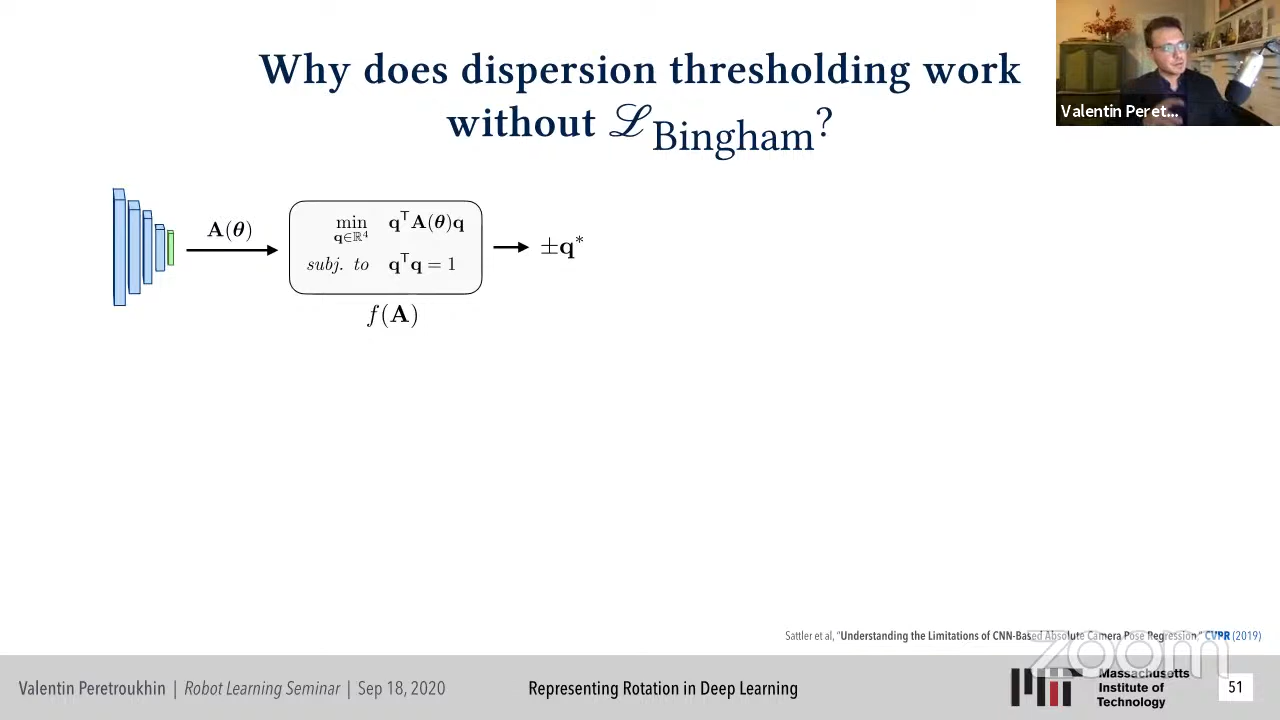 Why does dispersion thresholding work
without ℒ_Bingham?
Valentin Peret...
A(θ)
min q∈ℝ⁴ qᵀA(θ)q
subj. to qᵀq = 1
f(A)
±q*
Sattler et al, "Understanding the Limitations of CNN-Based Absolute Camera Pose Regression" CVPR (2019)
zoom
Valentin Peretroukhin | Robot Learning Seminar | Sep 18, 2020
Representing Rotation in Deep Learning
Massachusetts
Institute of
Technology
51